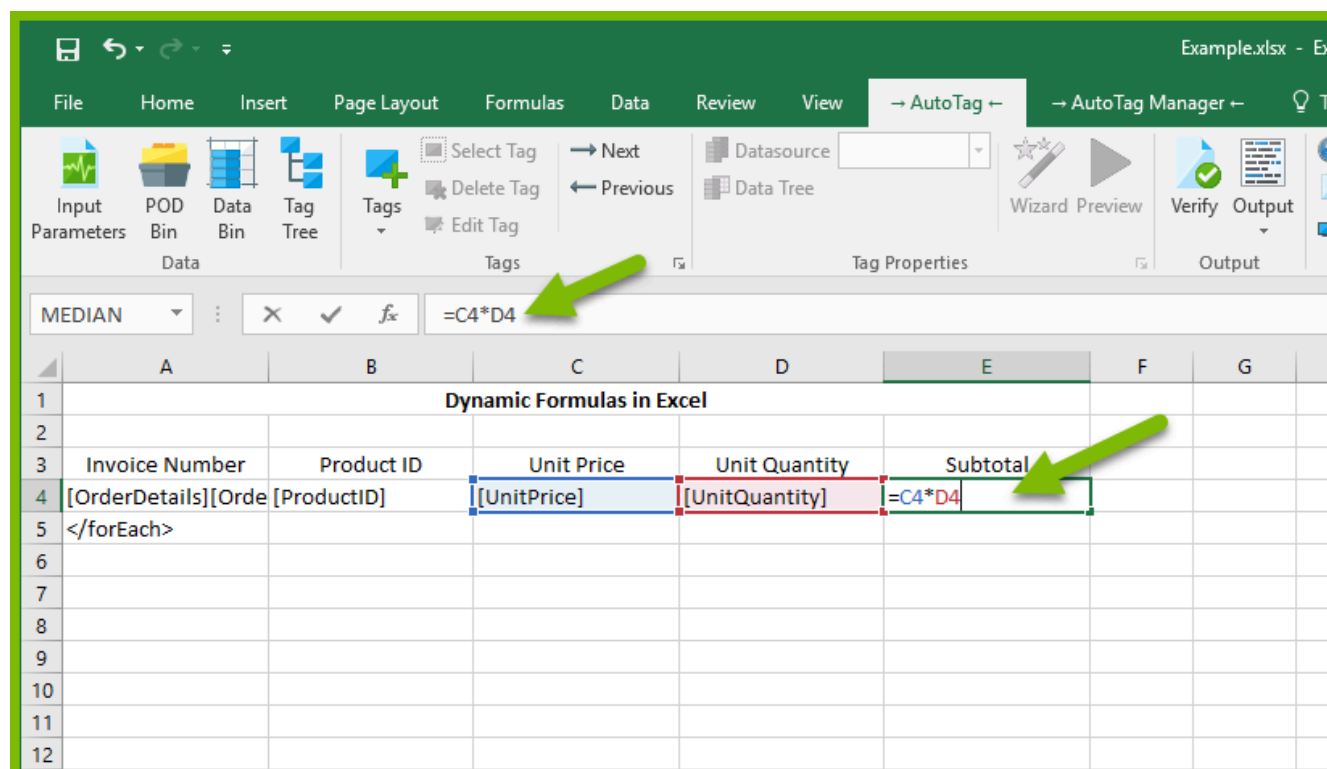 Example.xlsx - Ex
File Home Insert Page Layout Formulas Data Review View → AutoTag ← → AutoTag Manager ← T
Select Tag → Next Datasource
Delete Tag ← Previous Data Tree
Edit Tag
Input Parameters POD Bin Data Bin Tag Tree Tags Wizard Preview Verify Output
Data Tags Tag Properties Output
MEDIAN fx =C4*D4
A B C D E F G
1 Dynamic Formulas in Excel
2
3 Invoice Number Product ID Unit Price Unit Quantity Subtotal
4 [OrderDetails][Orde [ProductID] [UnitPrice] [UnitQuantity] =C4*D4
5 </forEach>
6
7
8
9
10
11
12